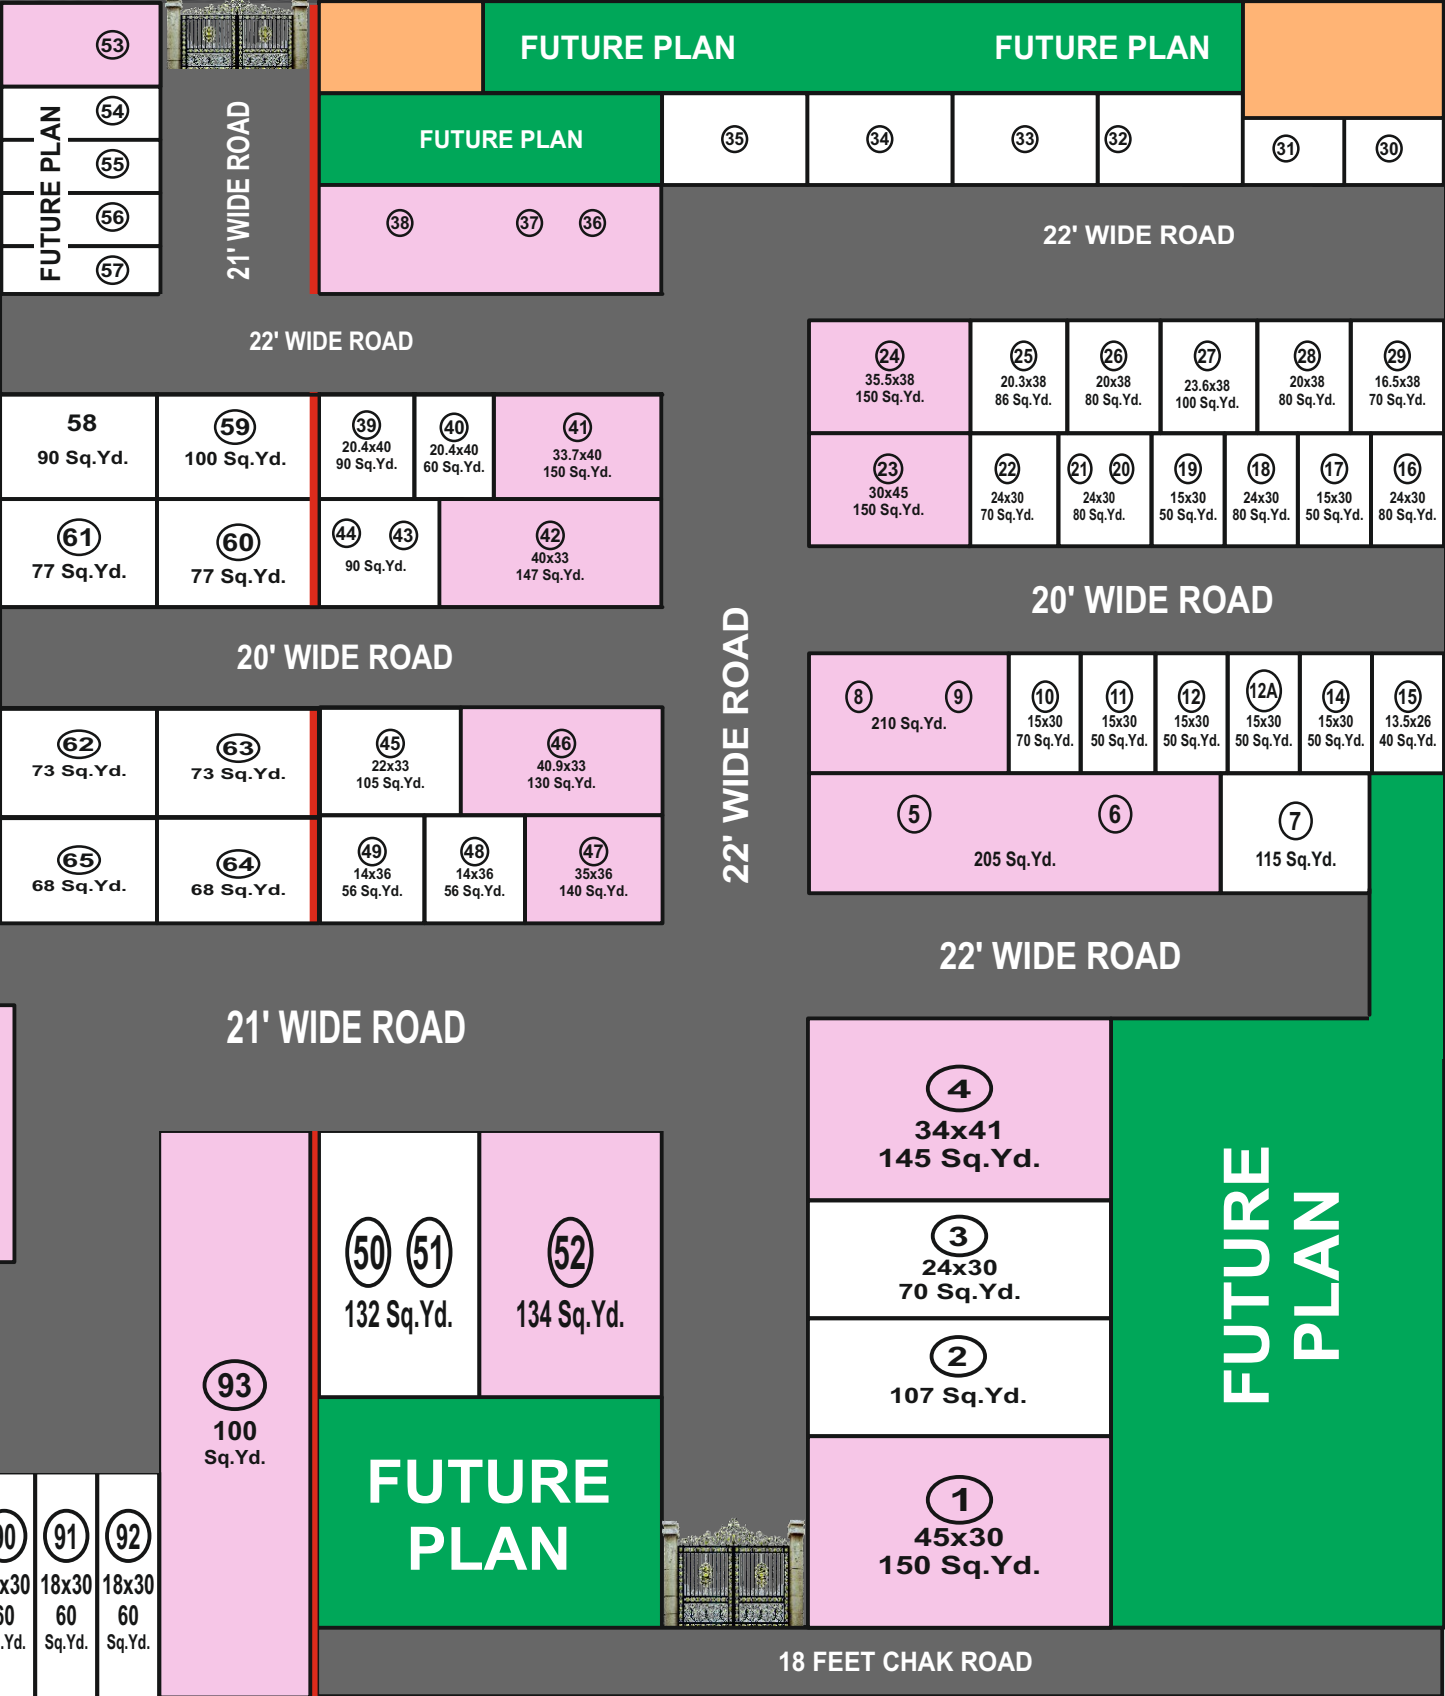 53
FUTURE PLAN
54
55
56
57
21' WIDE ROAD
FUTURE PLAN
FUTURE PLAN
FUTURE PLAN
35
34
33
32
31
30
38
37
36
22' WIDE ROAD
22' WIDE ROAD
24
35.5x38
150 Sq.Yd.
25
20.3x38
86 Sq.Yd.
26
20x38
80 Sq.Yd.
27
23.6x38
100 Sq.Yd.
28
20x38
80 Sq.Yd.
29
16.5x38
70 Sq.Yd.
58
90 Sq.Yd.
59
100 Sq.Yd.
39
20.4x40
90 Sq.Yd.
40
20.4x40
60 Sq.Yd.
41
33.7x40
150 Sq.Yd.
23
30x45
150 Sq.Yd.
22
24x30
70 Sq.Yd.
21
20
24x30
80 Sq.Yd.
19
15x30
50 Sq.Yd.
18
24x30
80 Sq.Yd.
17
15x30
50 Sq.Yd.
16
24x30
80 Sq.Yd.
61
77 Sq.Yd.
60
77 Sq.Yd.
44
43
90 Sq.Yd.
42
40x33
147 Sq.Yd.
20' WIDE ROAD
20' WIDE ROAD
22' WIDE ROAD
8
9
210 Sq.Yd.
10
15x30
70 Sq.Yd.
11
15x30
50 Sq.Yd.
12
15x30
50 Sq.Yd.
12A
15x30
50 Sq.Yd.
14
15x30
50 Sq.Yd.
15
13.5x26
40 Sq.Yd.
62
73 Sq.Yd.
63
73 Sq.Yd.
45
22x33
105 Sq.Yd.
46
40.9x33
130 Sq.Yd.
5
6
205 Sq.Yd.
7
115 Sq.Yd.
65
68 Sq.Yd.
64
68 Sq.Yd.
49
14x36
56 Sq.Yd.
48
14x36
56 Sq.Yd.
47
35x36
140 Sq.Yd.
22' WIDE ROAD
21' WIDE ROAD
4
34x41
145 Sq.Yd.
3
24x30
70 Sq.Yd.
2
107 Sq.Yd.
1
45x30
150 Sq.Yd.
FUTURE
PLAN
50
51
132 Sq.Yd.
52
134 Sq.Yd.
93
100
Sq.Yd.
FUTURE
PLAN
0
x30
60
.Yd.
91
18x30
60
Sq.Yd.
92
18x30
60
Sq.Yd.
18 FEET CHAK ROAD